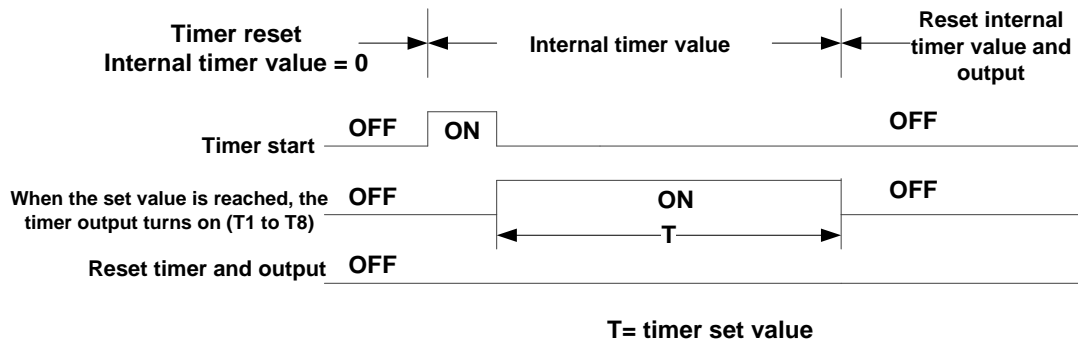 Timer reset
Internal timer value = 0
Internal timer value
Reset internal
timer value and
output
Timer start
OFF
ON
OFF
When the set value is reached, the
timer output turns on (T1 to T8)
OFF
ON
OFF
T
Reset timer and output
OFF
T= timer set value